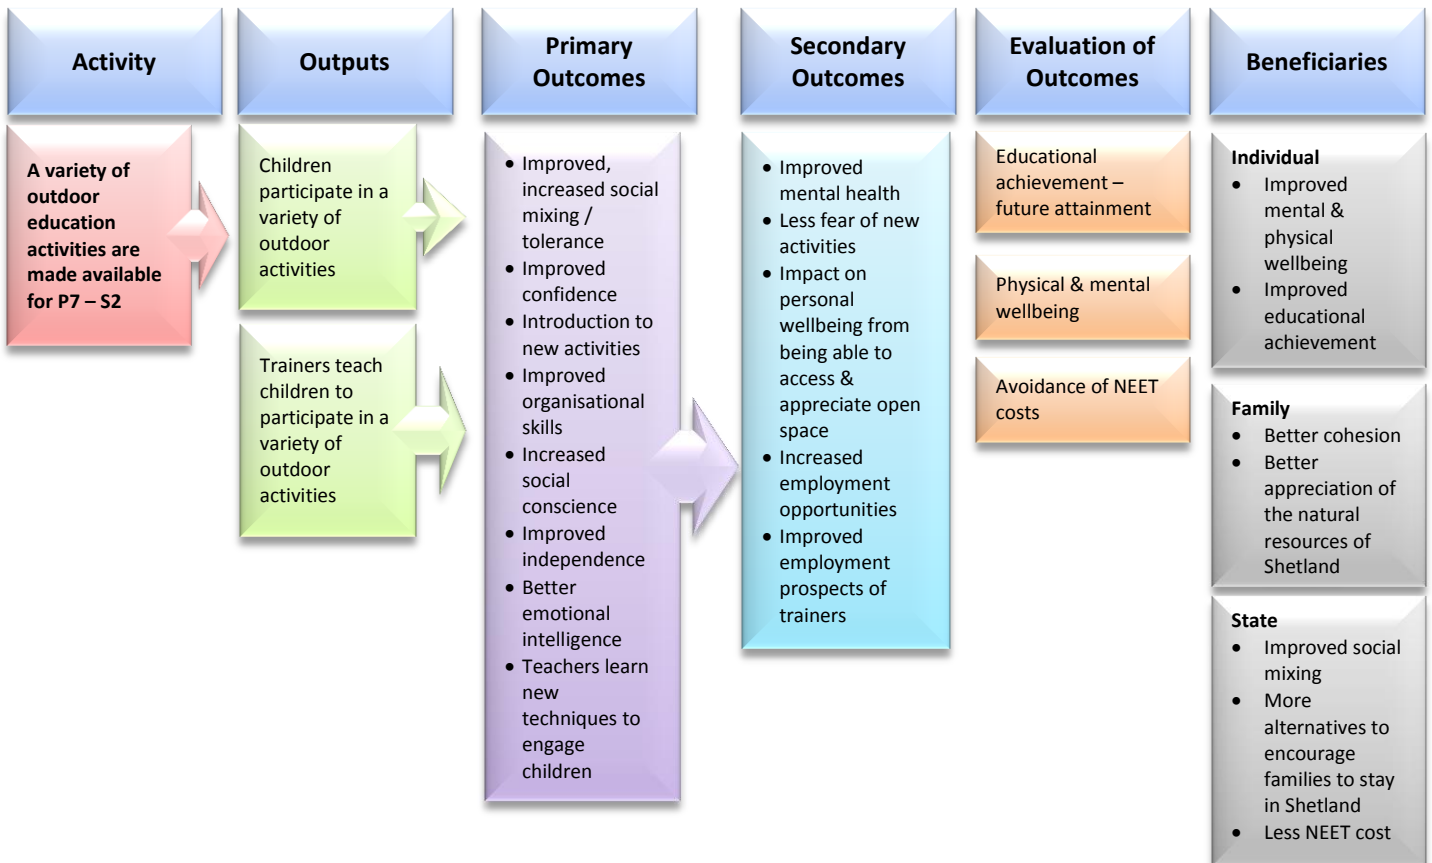 Activity
Outputs
Primary
Outcomes
Secondary
Outcomes
Evaluation of
Outcomes
Beneficiaries
A variety of
outdoor
education
activities are
made available
for P7 – S2
Children
participate in a
variety of
outdoor
activities
Trainers teach
children to
participate in a
variety of
outdoor
activities
• Improved,
increased social
mixing /
tolerance
• Improved
confidence
• Introduction to
new activities
• Improved
organisational
skills
• Increased
social
conscience
• Improved
independence
• Better
emotional
intelligence
• Teachers learn
new
techniques to
engage
children
• Improved
mental health
• Less fear of new
activities
• Impact on
personal
wellbeing from
being able to
access &
appreciate open
space
• Increased
employment
opportunities
• Improved
employment
prospects of
trainers
Educational
achievement –
future attainment
Physical & mental
wellbeing
Avoidance of NEET
costs
Individual
• Improved
mental &
physical
wellbeing
• Improved
educational
achievement
Family
• Better cohesion
• Better
appreciation of
the natural
resources of
Shetland
State
• Improved social
mixing
• More
alternatives to
encourage
families to stay
in Shetland
• Less NEET cost